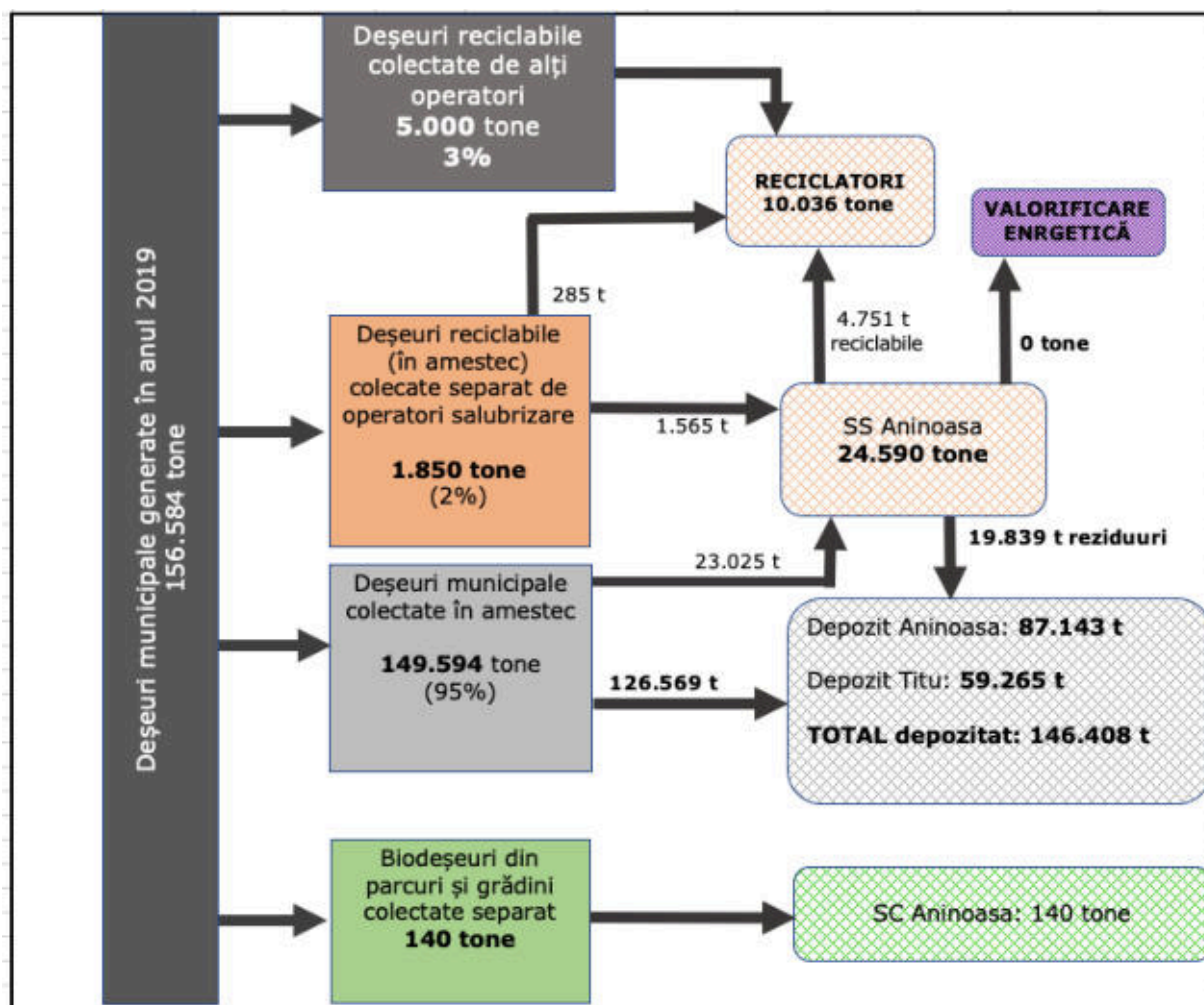 Deșeuri municipale generate în anul 2019
156.584 tone
Deșeuri reciclabile
colectate de alți
operatori
5.000 tone
3%
RECICLATORI
10.036 tone
VALORIFICARE
ENRGETICĂ
285 t
4.751 t
reciclabile
0 tone
Deșeuri reciclabile
(în amestec)
colecate separat de
operatori salubrizare
1.850 tone
(2%)
1.565 t
SS Aninoasa
24.590 tone
19.839 t reziduuri
23.025 t
Deșeuri municipale
colectate în amestec
149.594 tone
(95%)
126.569 t
Depozit Aninoasa: 87.143 t
Depozit Titu: 59.265 t
TOTAL depozitat: 146.408 t
Biodeșeuri din
parcuri și grădini
colectate separat
140 tone
SC Aninoasa: 140 tone